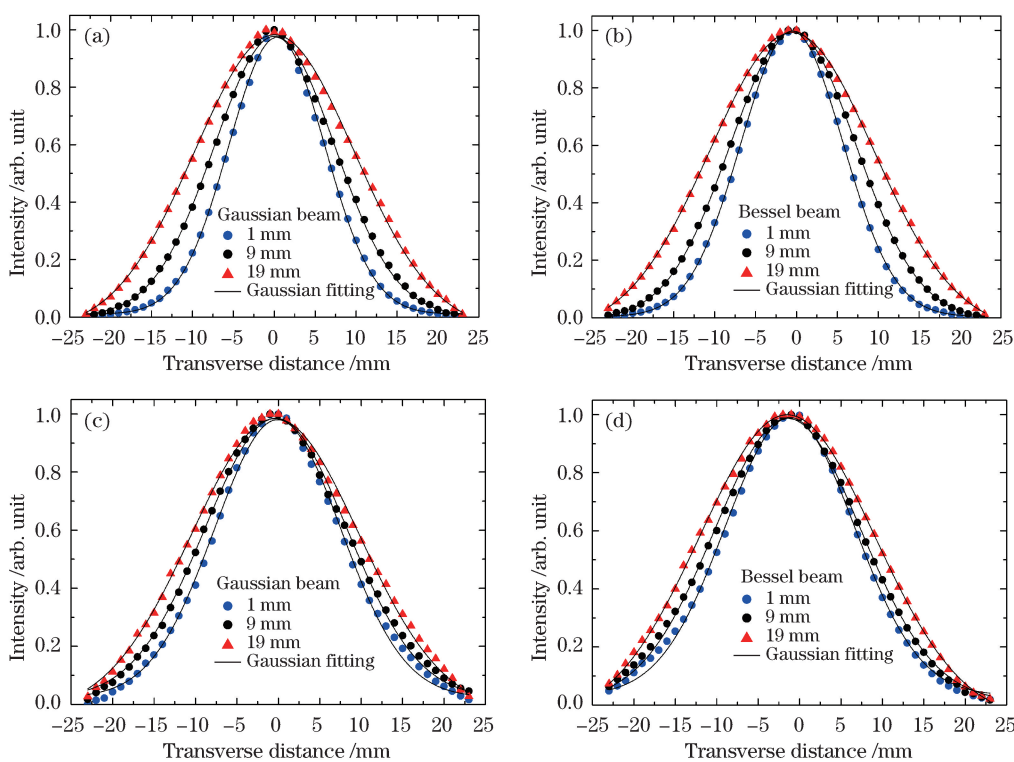 (a)
Intensity /arb. unit
1.0
0.8
0.6
0.4
0.2
0.0
Gaussian beam
1 mm
9 mm
19 mm
Gaussian fitting
−25 −20 −15 −10 −5 0 5 10 15 20 25
Transverse distance /mm
(b)
Intensity /arb. unit
1.0
0.8
0.6
0.4
0.2
0.0
Bessel beam
1 mm
9 mm
19 mm
Gaussian fitting
−25 −20 −15 −10 −5 0 5 10 15 20 25
Transverse distance /mm
(c)
Intensity /arb. unit
1.0
0.8
0.6
0.4
0.2
0.0
Gaussian beam
1 mm
9 mm
19 mm
Gaussian fitting
−25 −20 −15 −10 −5 0 5 10 15 20 25
Transverse distance /mm
(d)
Intensity /arb. unit
1.0
0.8
0.6
0.4
0.2
0.0
Bessel beam
1 mm
9 mm
19 mm
Gaussian fitting
−25 −20 −15 −10 −5 0 5 10 15 20 25
Transverse distance /mm